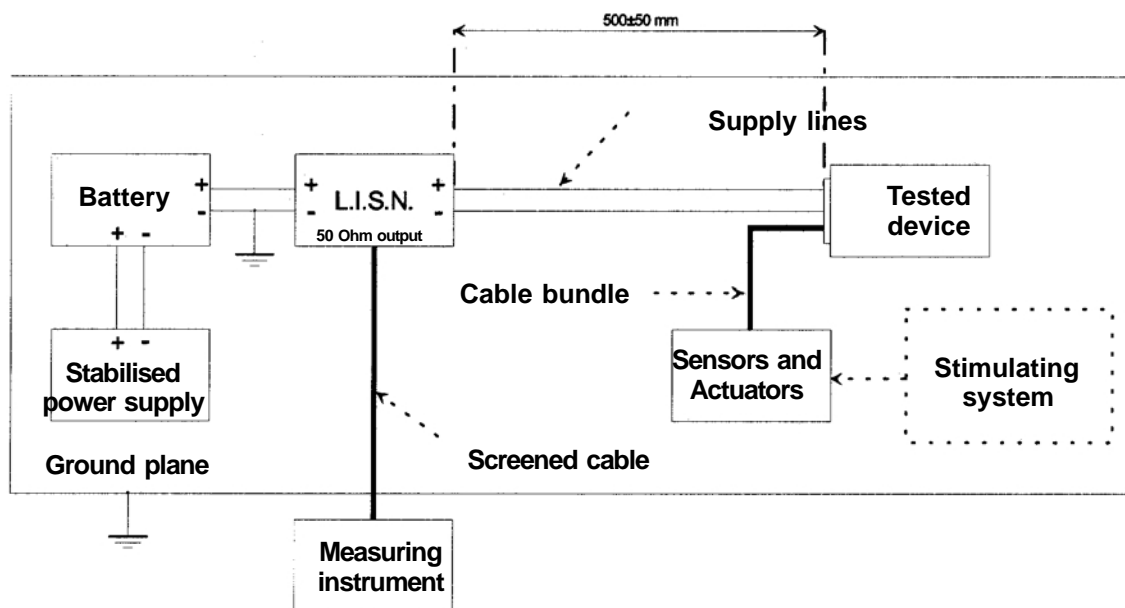 500±50 mm
Supply lines
Battery
+
-
+
-
+
-
L.I.S.N.
50 Ohm output
+
-
+
-
Tested
device
Cable bundle
+
-
Stabilised
power supply
Sensors and
Actuators
Stimulating
system
Ground plane
Screened cable
Measuring
instrument